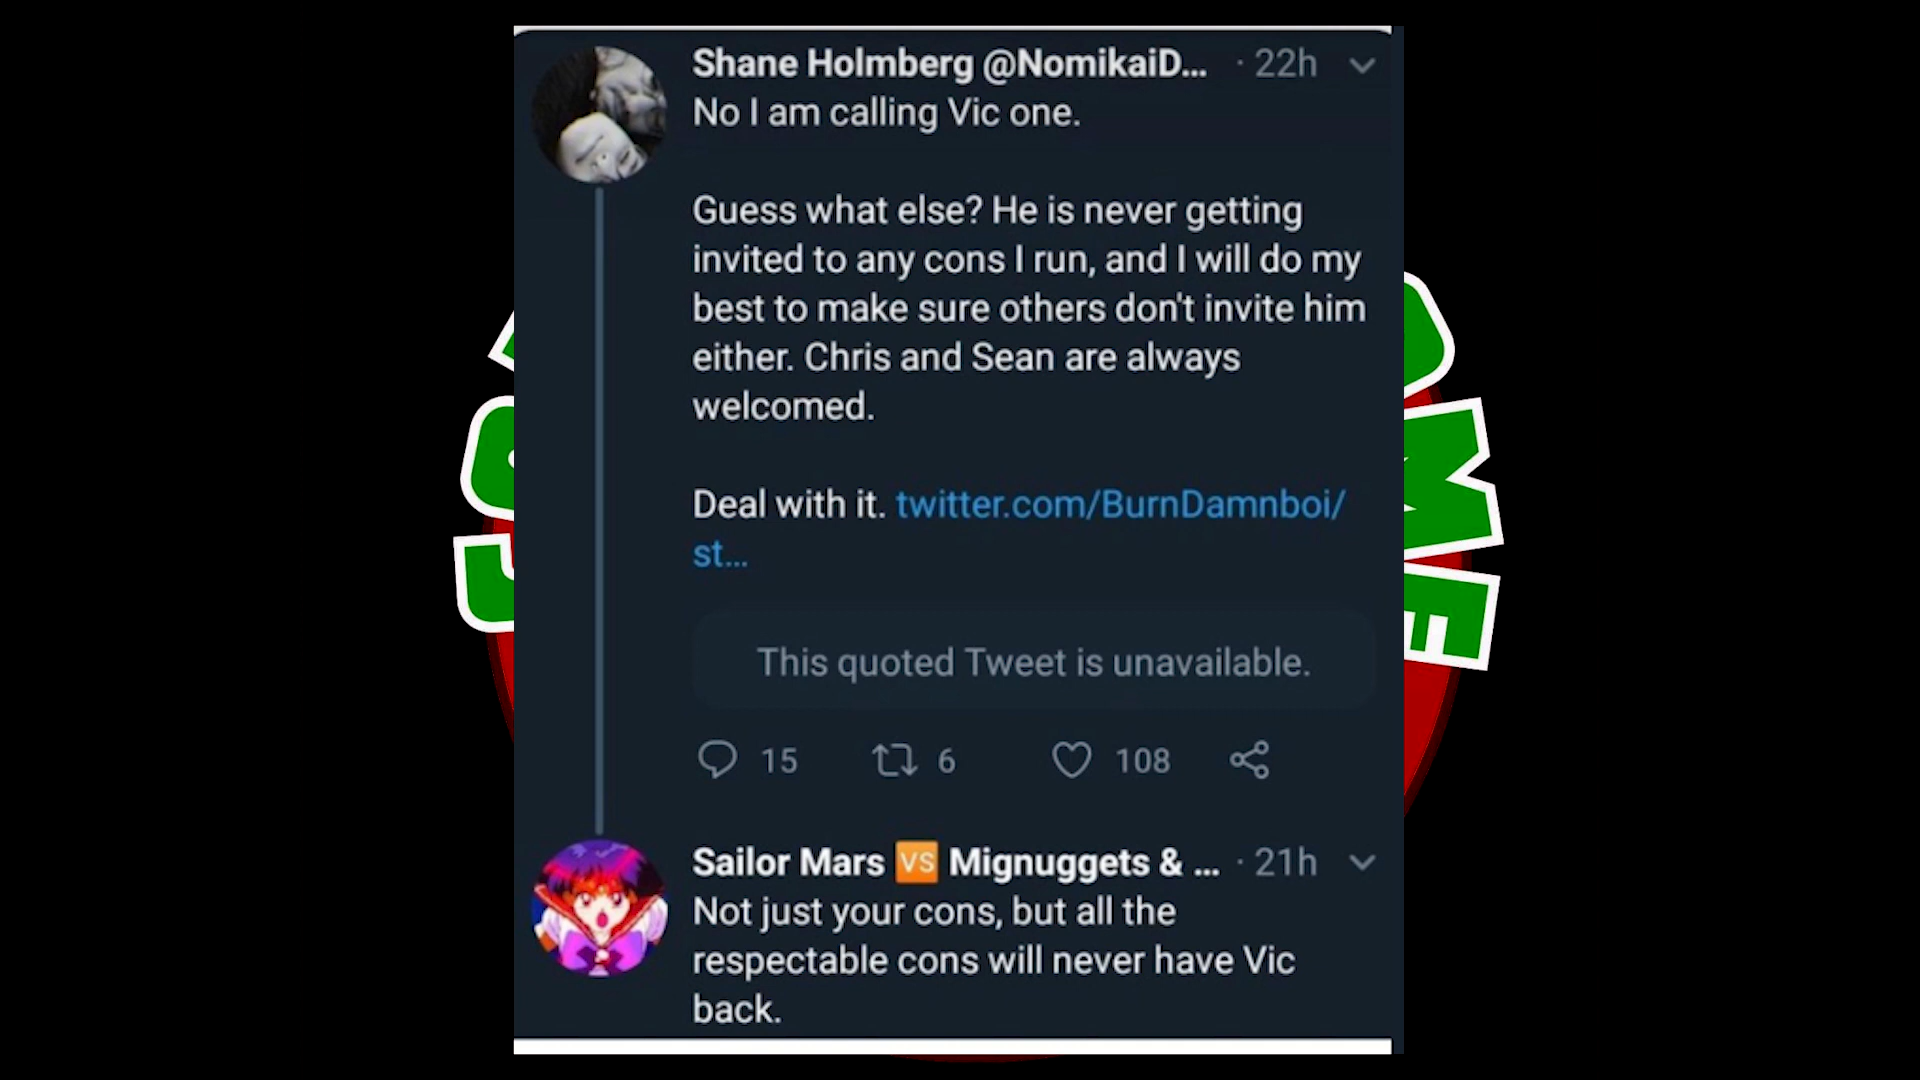 Shane Holmberg @NomikaiD... · 22h
No I am calling Vic one.
Guess what else? He is never getting
invited to any cons I run, and I will do my
best to make sure others don't invite him
either. Chris and Sean are always
welcomed.
Deal with it. twitter.com/BurnDamnboi/
st...
This quoted Tweet is unavailable.
15 6 108
Sailor Mars VS Mignuggets & ... · 21h
Not just your cons, but all the
respectable cons will never have Vic
back.